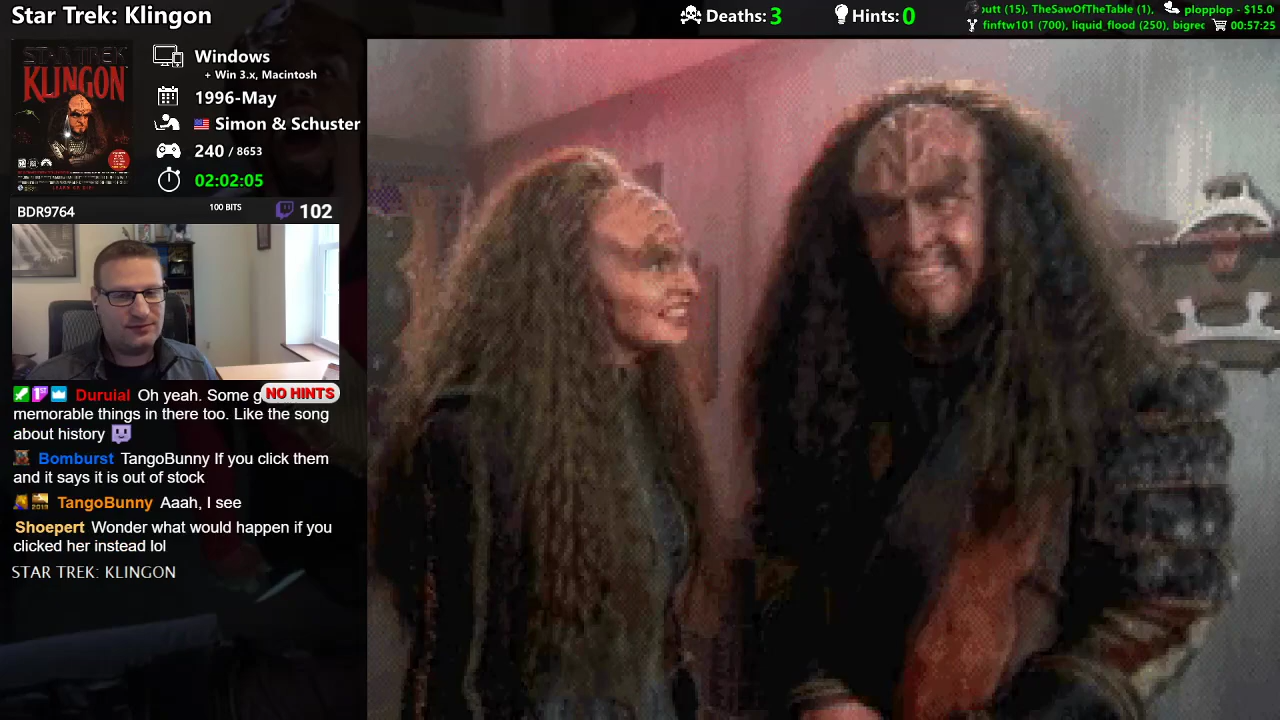 Star Trek: Klingon
Deaths: 3
Hints: 0
butt (15), TheSawOfTheTable (1),
plopplop - $15.0
finftw101 (700), liquid_flood (250), bigrec
00:57:25
STAR TREK
KLINGON
Windows
+ Win 3.x, Macintosh
1996-May
Simon & Schuster
240 / 8653
02:02:05
BDR9764
100 BITS
102
NO HINTS
Duruial Oh yeah. Some g
memorable things in there too. Like the song
about history
Bomburst TangoBunny If you click them
and it says it is out of stock
TangoBunny Aaah, I see
Shoepert Wonder what would happen if you
clicked her instead lol
STAR TREK: KLINGON